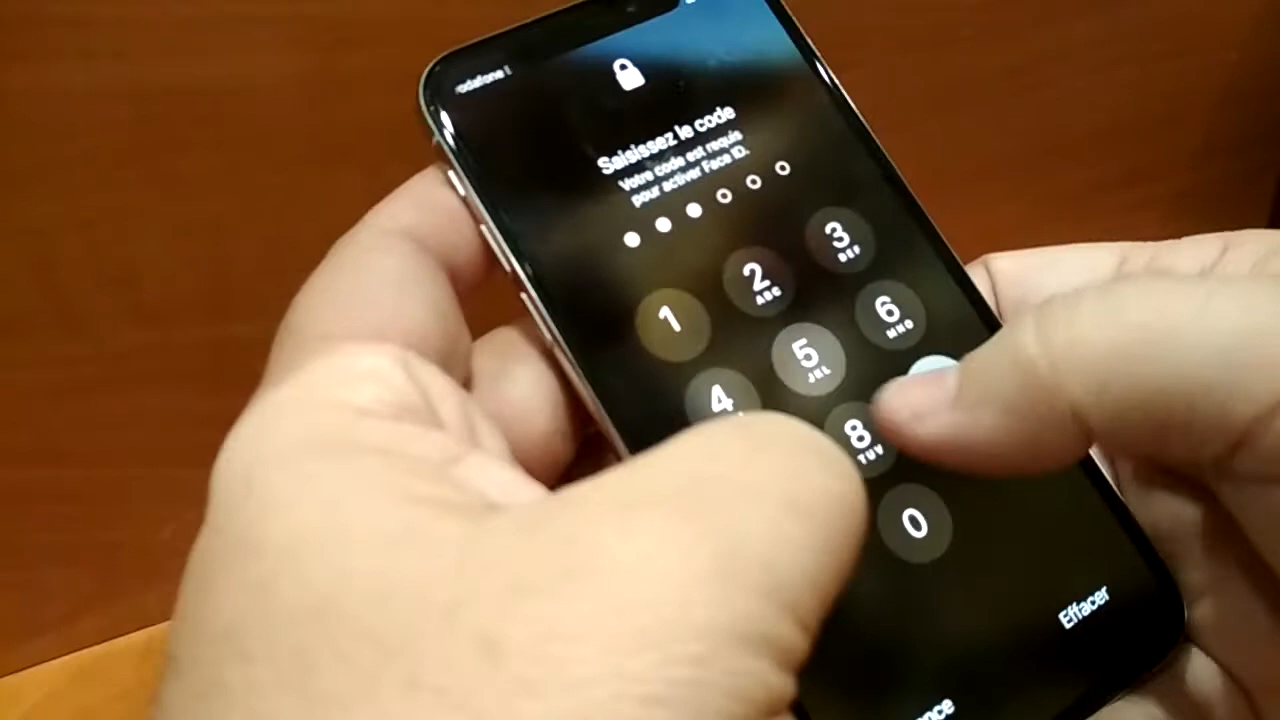 vodafone
Saisissez le code
Votre code est requis
pour activer Face ID.
1
2
ABC
3
DEF
4
5
JKL
6
MNO
8
TUV
0
Effacer